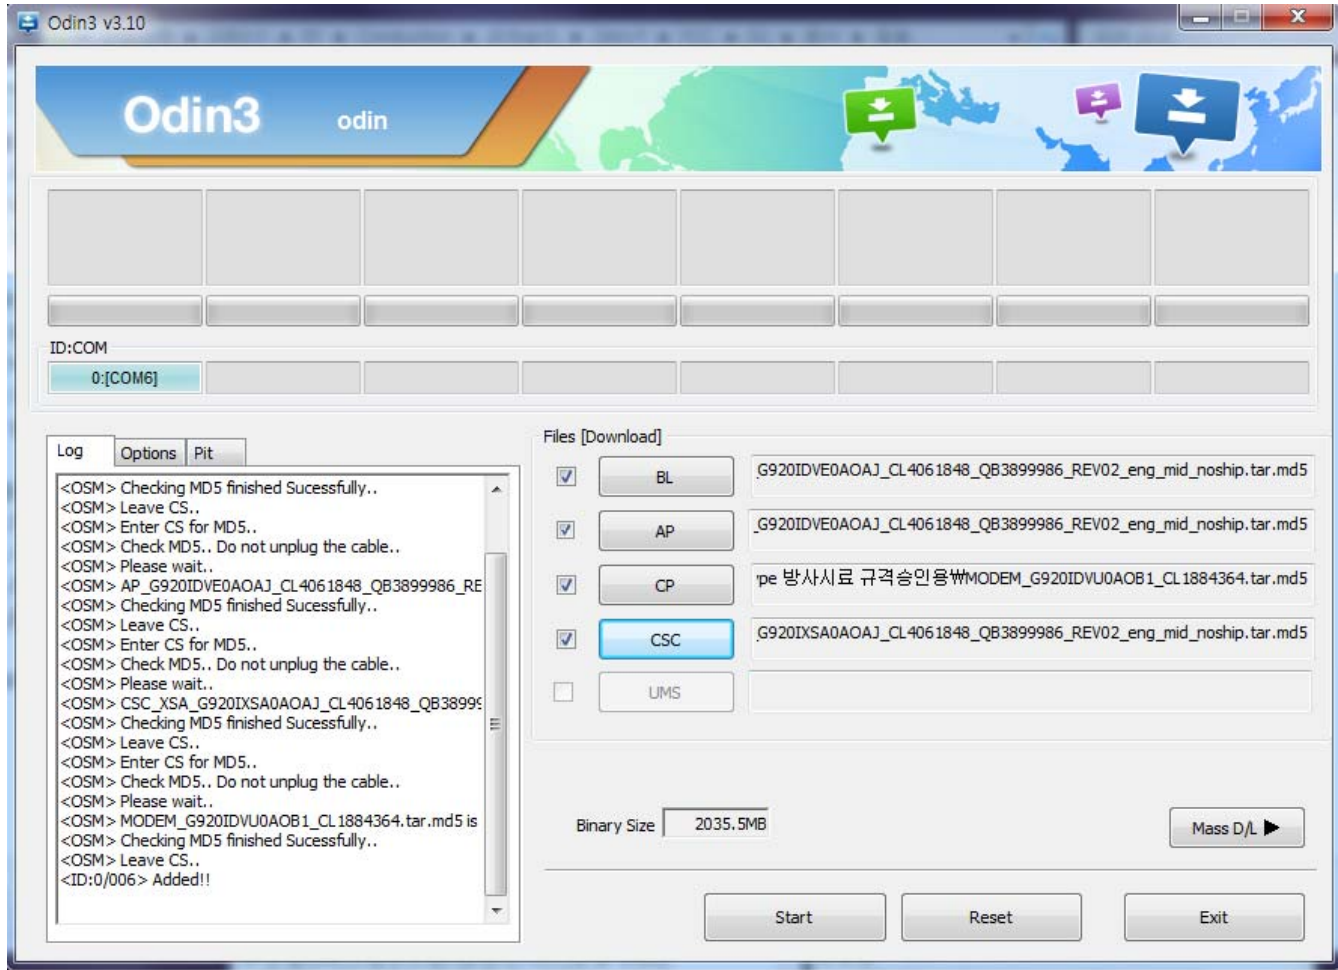 Odin3 v3.10
Odin3 odin
ID:COM
0:[COM6]
Log Options Pit
<OSM> Checking MD5 finished Sucessfully..
<OSM> Leave CS..
<OSM> Enter CS for MD5..
<OSM> Check MD5.. Do not unplug the cable..
<OSM> Please wait..
<OSM> AP_G920IDVE0AOAJ_CL4061848_QB3899986_RE
<OSM> Checking MD5 finished Sucessfully..
<OSM> Leave CS..
<OSM> Enter CS for MD5..
<OSM> Check MD5.. Do not unplug the cable..
<OSM> Please wait..
<OSM> CSC_XSA_G920IXSA0AOAJ_CL4061848_QB38999
<OSM> Checking MD5 finished Sucessfully..
<OSM> Leave CS..
<OSM> Enter CS for MD5..
<OSM> Check MD5.. Do not unplug the cable..
<OSM> Please wait..
<OSM> MODEM_G920IDVU0AOB1_CL1884364.tar.md5 is
<OSM> Checking MD5 finished Sucessfully..
<OSM> Leave CS..
<ID:0/006> Added!!
Files [Download]
BL _G920IDVE0AOAJ_CL4061848_QB3899986_REV02_eng_mid_noship.tar.md5
AP _G920IDVE0AOAJ_CL4061848_QB3899986_REV02_eng_mid_noship.tar.md5
CP pe 방사시료 규격승인용₩MODEM_G920IDVU0AOB1_CL1884364.tar.md5
CSC _G920IXSA0AOAJ_CL4061848_QB3899986_REV02_eng_mid_noship.tar.md5
UMS
Binary Size 2035.5MB
Mass D/L ▶
Start Reset Exit